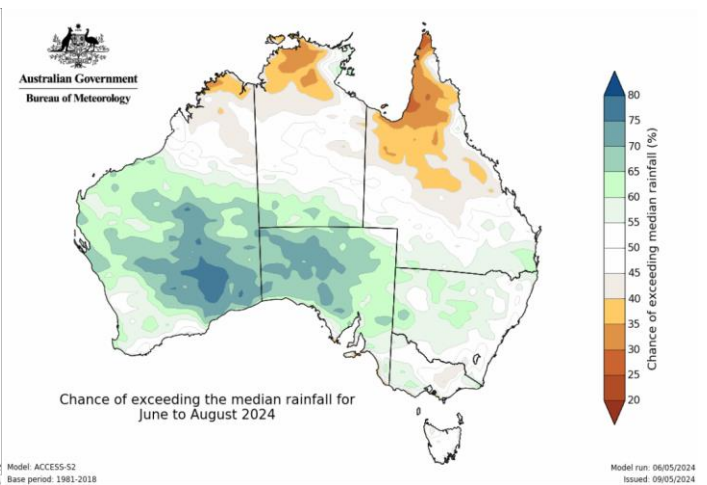 Australian Government
Bureau of Meteorology
80
75
70
65
60
55
50
45
40
35
30
25
20
Chance of exceeding median rainfall (%)
Chance of exceeding the median rainfall for
June to August 2024
Model: ACCESS-S2
Base period: 1981-2018
Model run: 06/05/2024
Issued: 09/05/2024